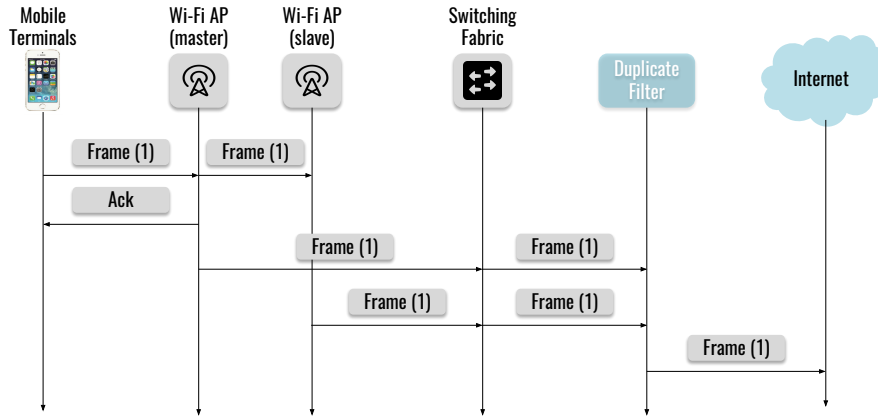 Mobile
Terminals
Wi-Fi AP
(master)
Wi-Fi AP
(slave)
Switching
Fabric
Duplicate
Filter
Internet
Frame (1)
Frame (1)
Ack
Frame (1)
Frame (1)
Frame (1)
Frame (1)
Frame (1)